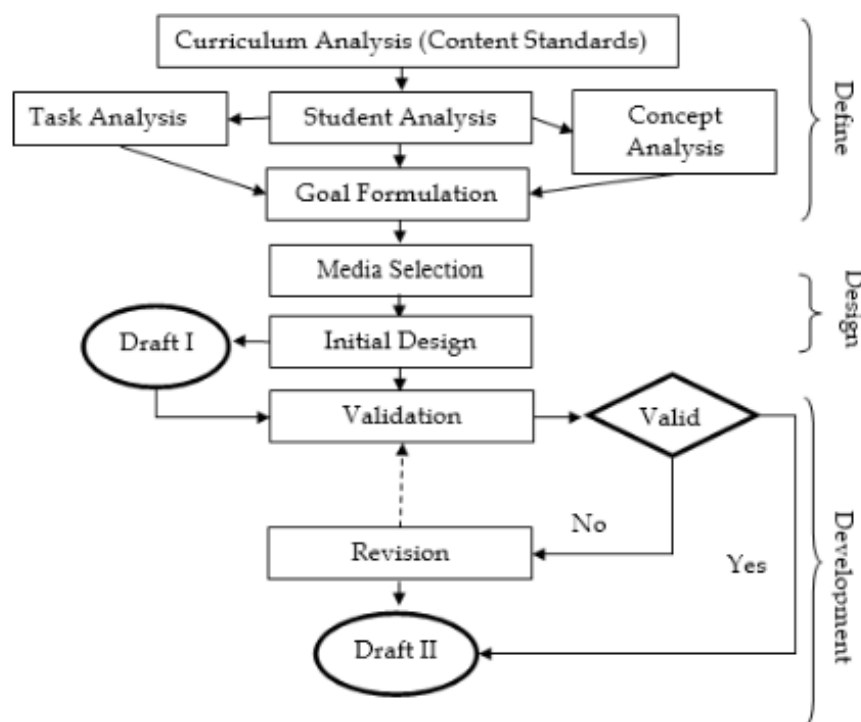 Curriculum Analysis (Content Standards)
Task Analysis
Student Analysis
Concept
Analysis
Goal Formulation
Define
Media Selection
Draft I
Initial Design
Design
Validation
Valid
No
Revision
Yes
Draft II
Development